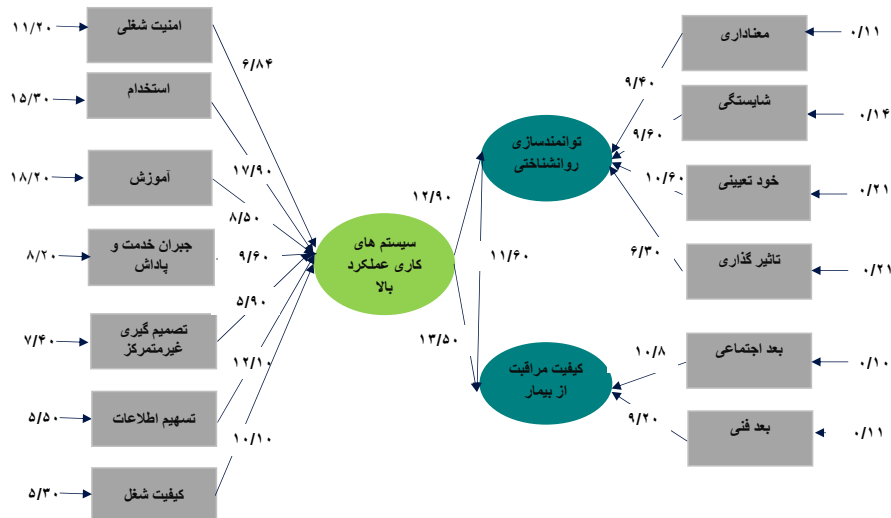 ۱۱/۲۰
امنیت شغلی
۶/۸۴
۱۵/۳۰
استخدام
۱۷/۹۰
۱۸/۲۰
آموزش
۸/۵۰
۸/۲۰
جبران خدمت و
پاداش
۹/۶۰
۷/۴۰
تصمیم گیری
غیرمتمرکز
۵/۹۰
۵/۵۰
تسهیم اطلاعات
۱۲/۱۰
۵/۳۰
کیفیت شغل
۱۰/۱۰
سیستم های
کاری عملکرد
بالا
۱۲/۹۰
۱۱/۶۰
۱۳/۵۰
توانمندسازی
روانشناختی
کیفیت مراقبت
از بیمار
معناداری
۰/۱۱
۹/۴۰
شایستگی
۰/۱۴
۹/۶۰
خود تعیینی
۰/۲۱
۱۰/۶۰
تاثیر گذاری
۰/۲۱
۶/۳۰
بعد اجتماعی
۰/۱۰
۱۰/۸
بعد فنی
۰/۱۱
۹/۲۰